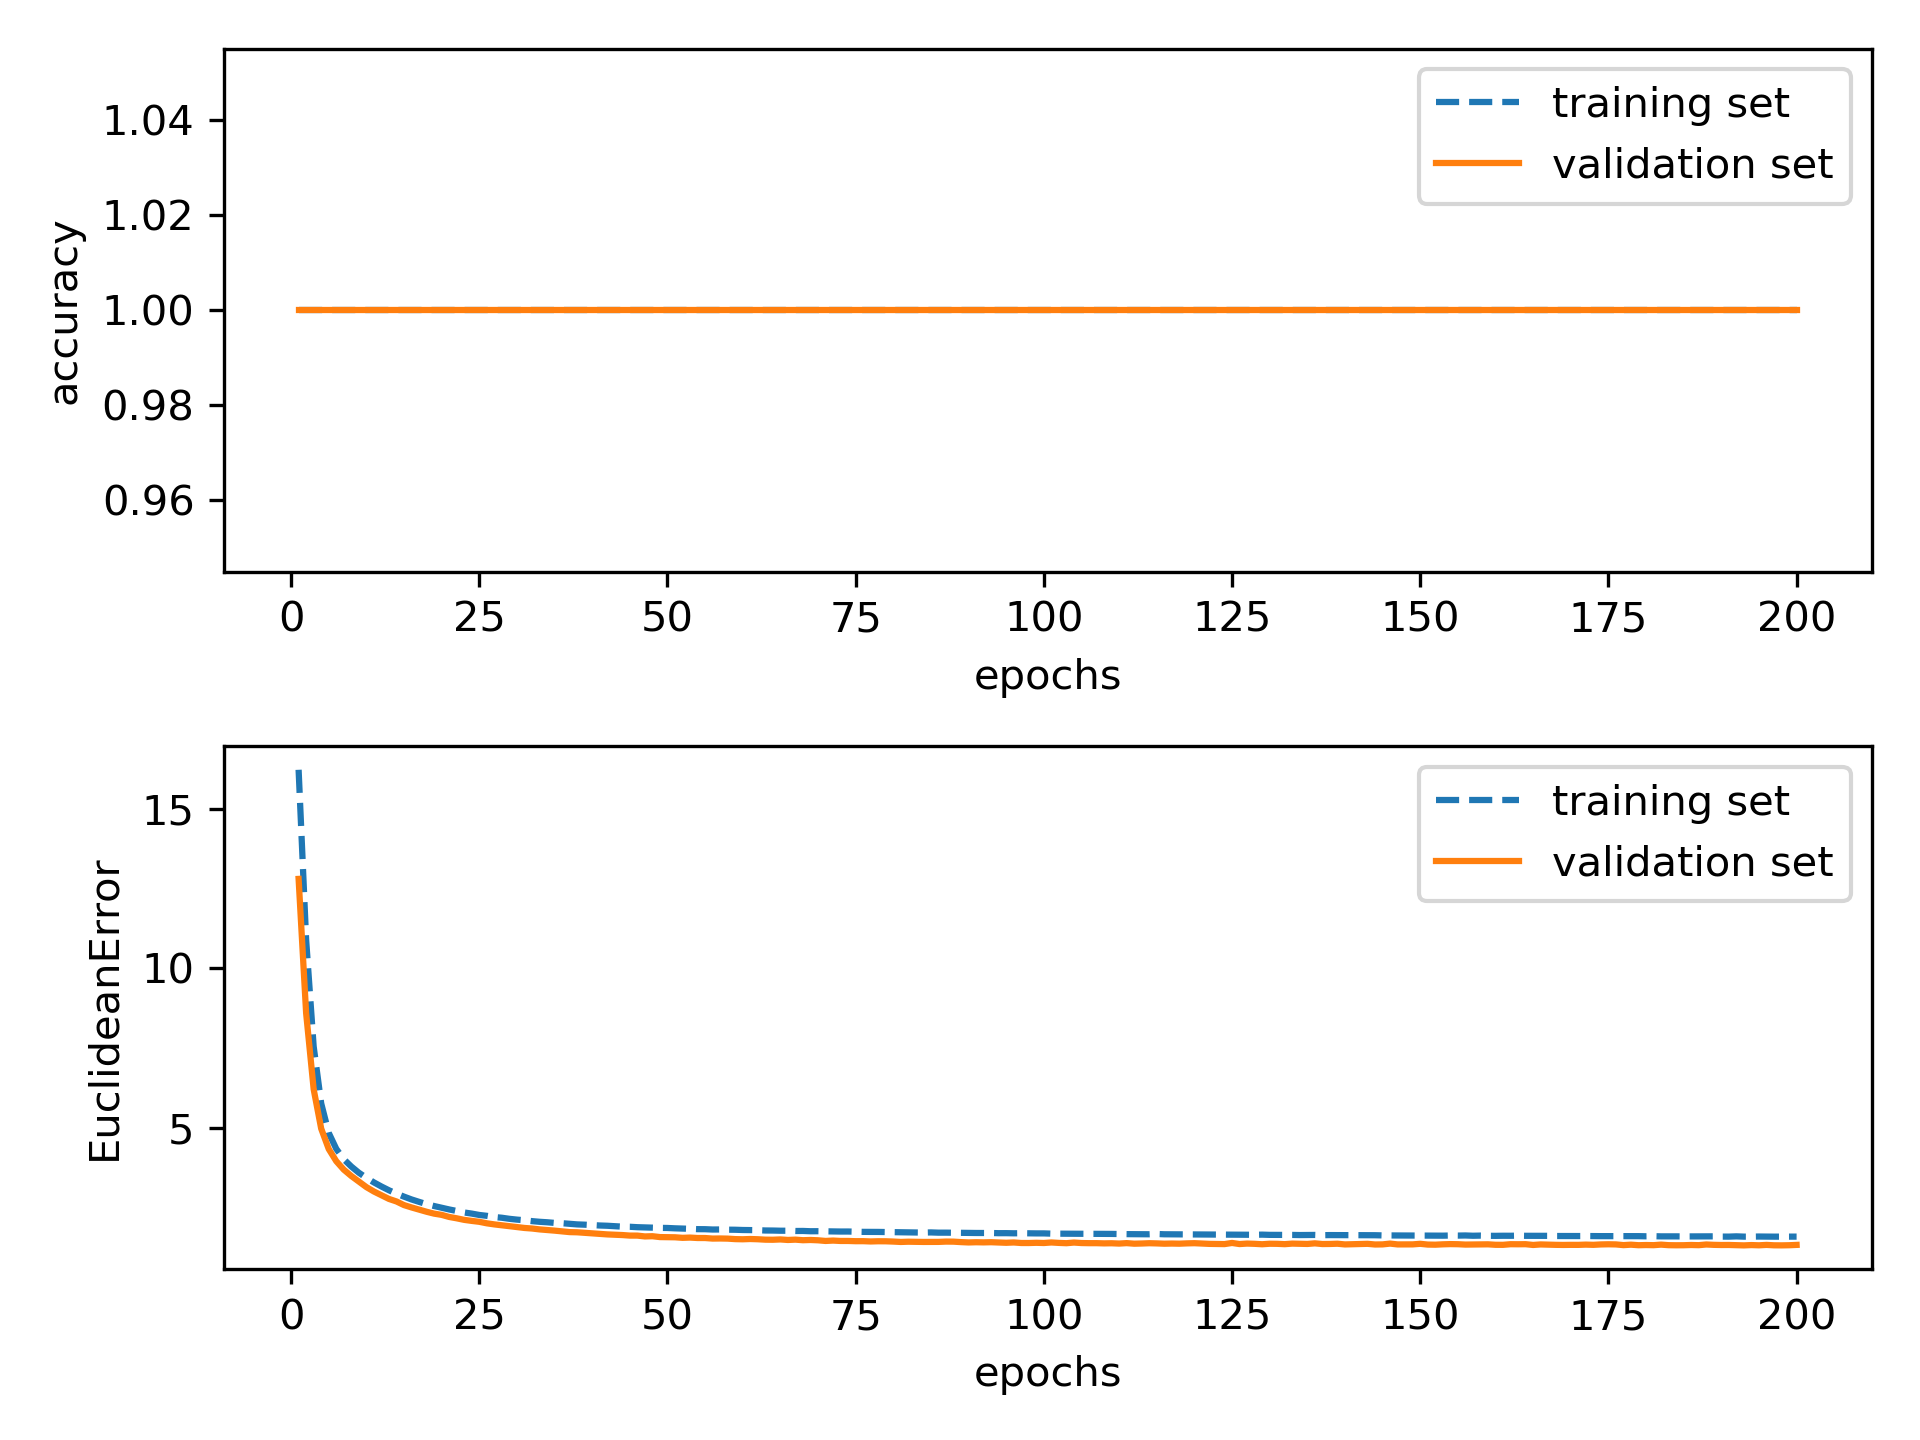 1.04
1.02
1.00
0.98
0.96
accuracy
training set
validation set
0 25 50 75 100 125 150 175 200
epochs
15
10
5
EuclideanError
training set
validation set
0 25 50 75 100 125 150 175 200
epochs